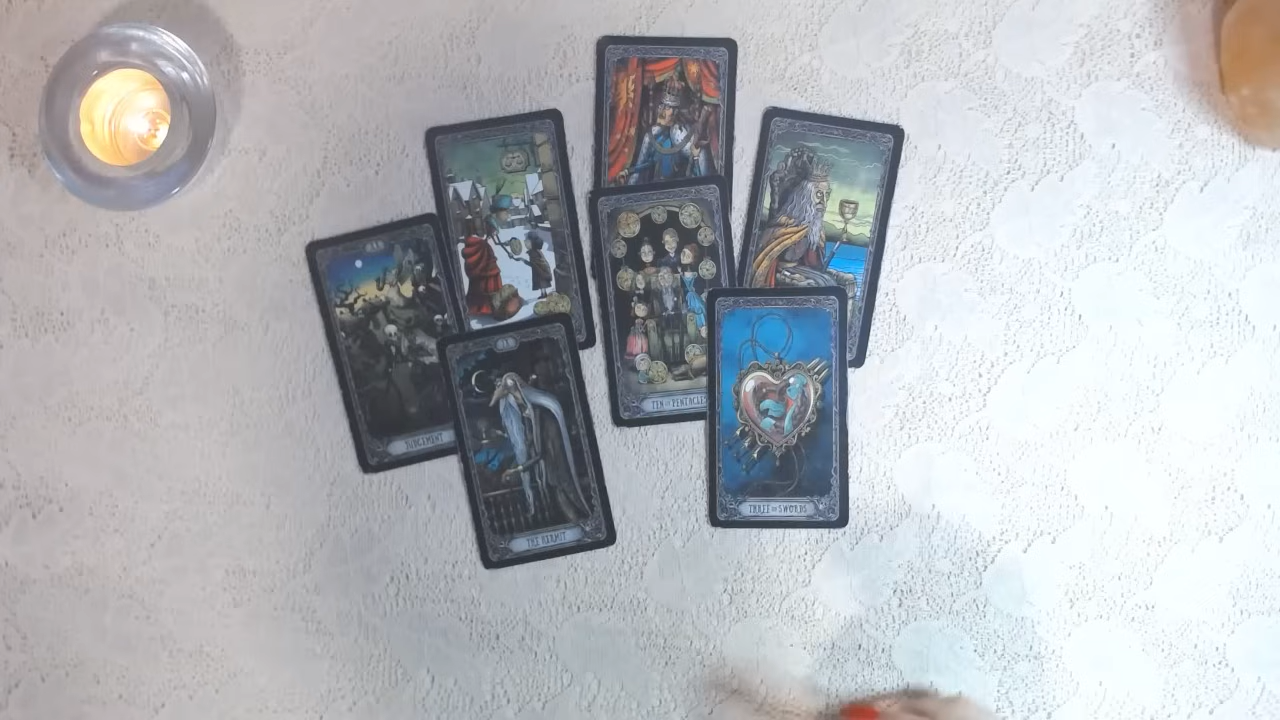 JUDGEMENT
TEN OF PENTACLES
THREE OF SWORDS
THE HERMIT